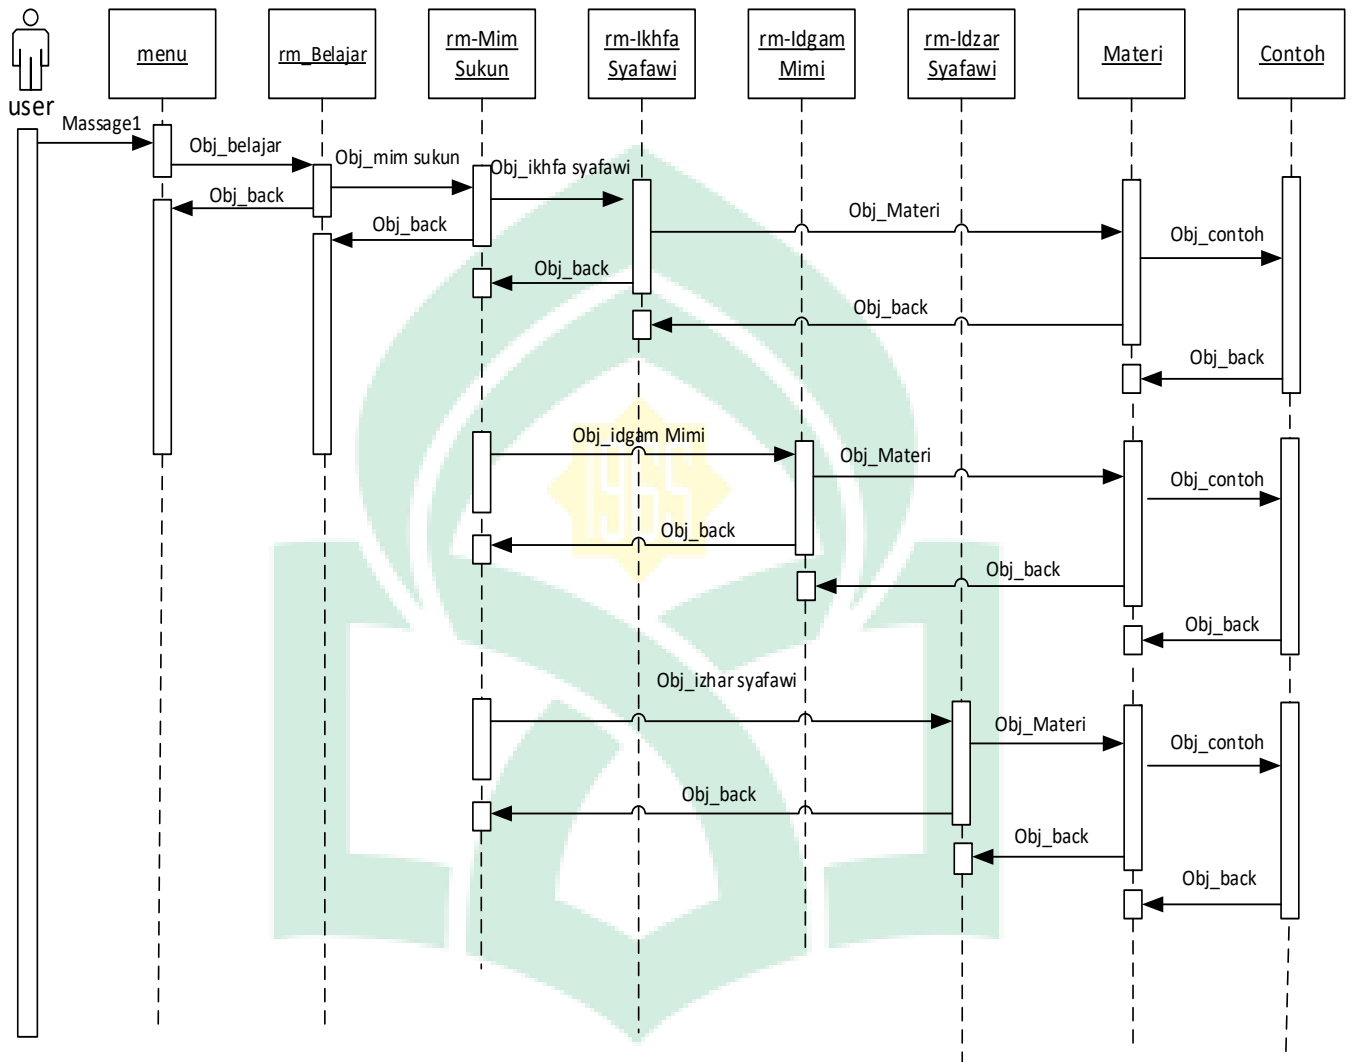 user
menu
rm_Belajar
rm-Mim
Sukun
rm-Ikhfa
Syafawi
rm-Idgam
Mimi
rm-Idzar
Syafawi
Materi
Contoh
Massage1
Obj_belajar
Obj_mim sukun
Obj_ikhfa syafawi
Obj_back
Obj_back
Obj_Materi
Obj_contoh
Obj_back
Obj_back
Obj_back
Obj_idgam Mimi
Obj_Materi
Obj_contoh
1965
Obj_back
Obj_back
Obj_back
Obj_izhar syafawi
Obj_Materi
Obj_contoh
Obj_back
Obj_back
Obj_back